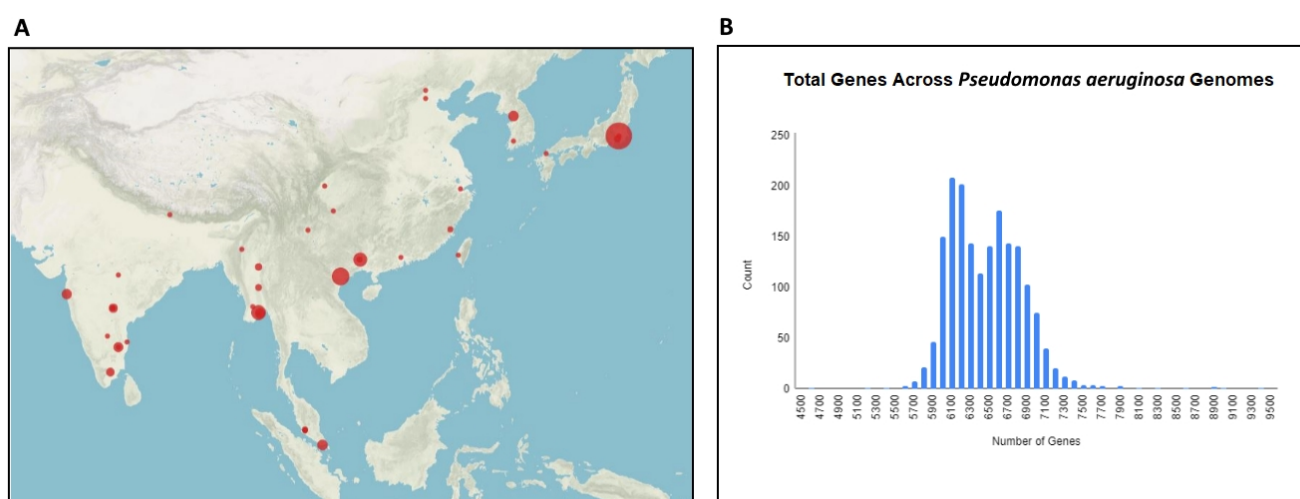 A
B
Total Genes Across Pseudomonas aeruginosa Genomes
250
200
150
100
50
0
Count
4500 4700 4900 5100 5300 5500 5700 5900 6100 6300 6500 6700 6900 7100 7300 7500 7700 7900 8100 8300 8500 8700 8900 9100 9300 9500
Number of Genes